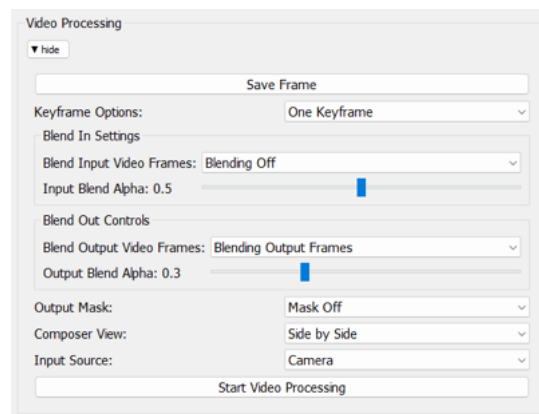 Video Processing
▼ hide
Save Frame
Keyframe Options: One Keyframe
Blend In Settings
Blend Input Video Frames: Blending Off
Input Blend Alpha: 0.5
Blend Out Controls
Blend Output Video Frames: Blending Output Frames
Output Blend Alpha: 0.3
Output Mask: Mask Off
Composer View: Side by Side
Input Source: Camera
Start Video Processing